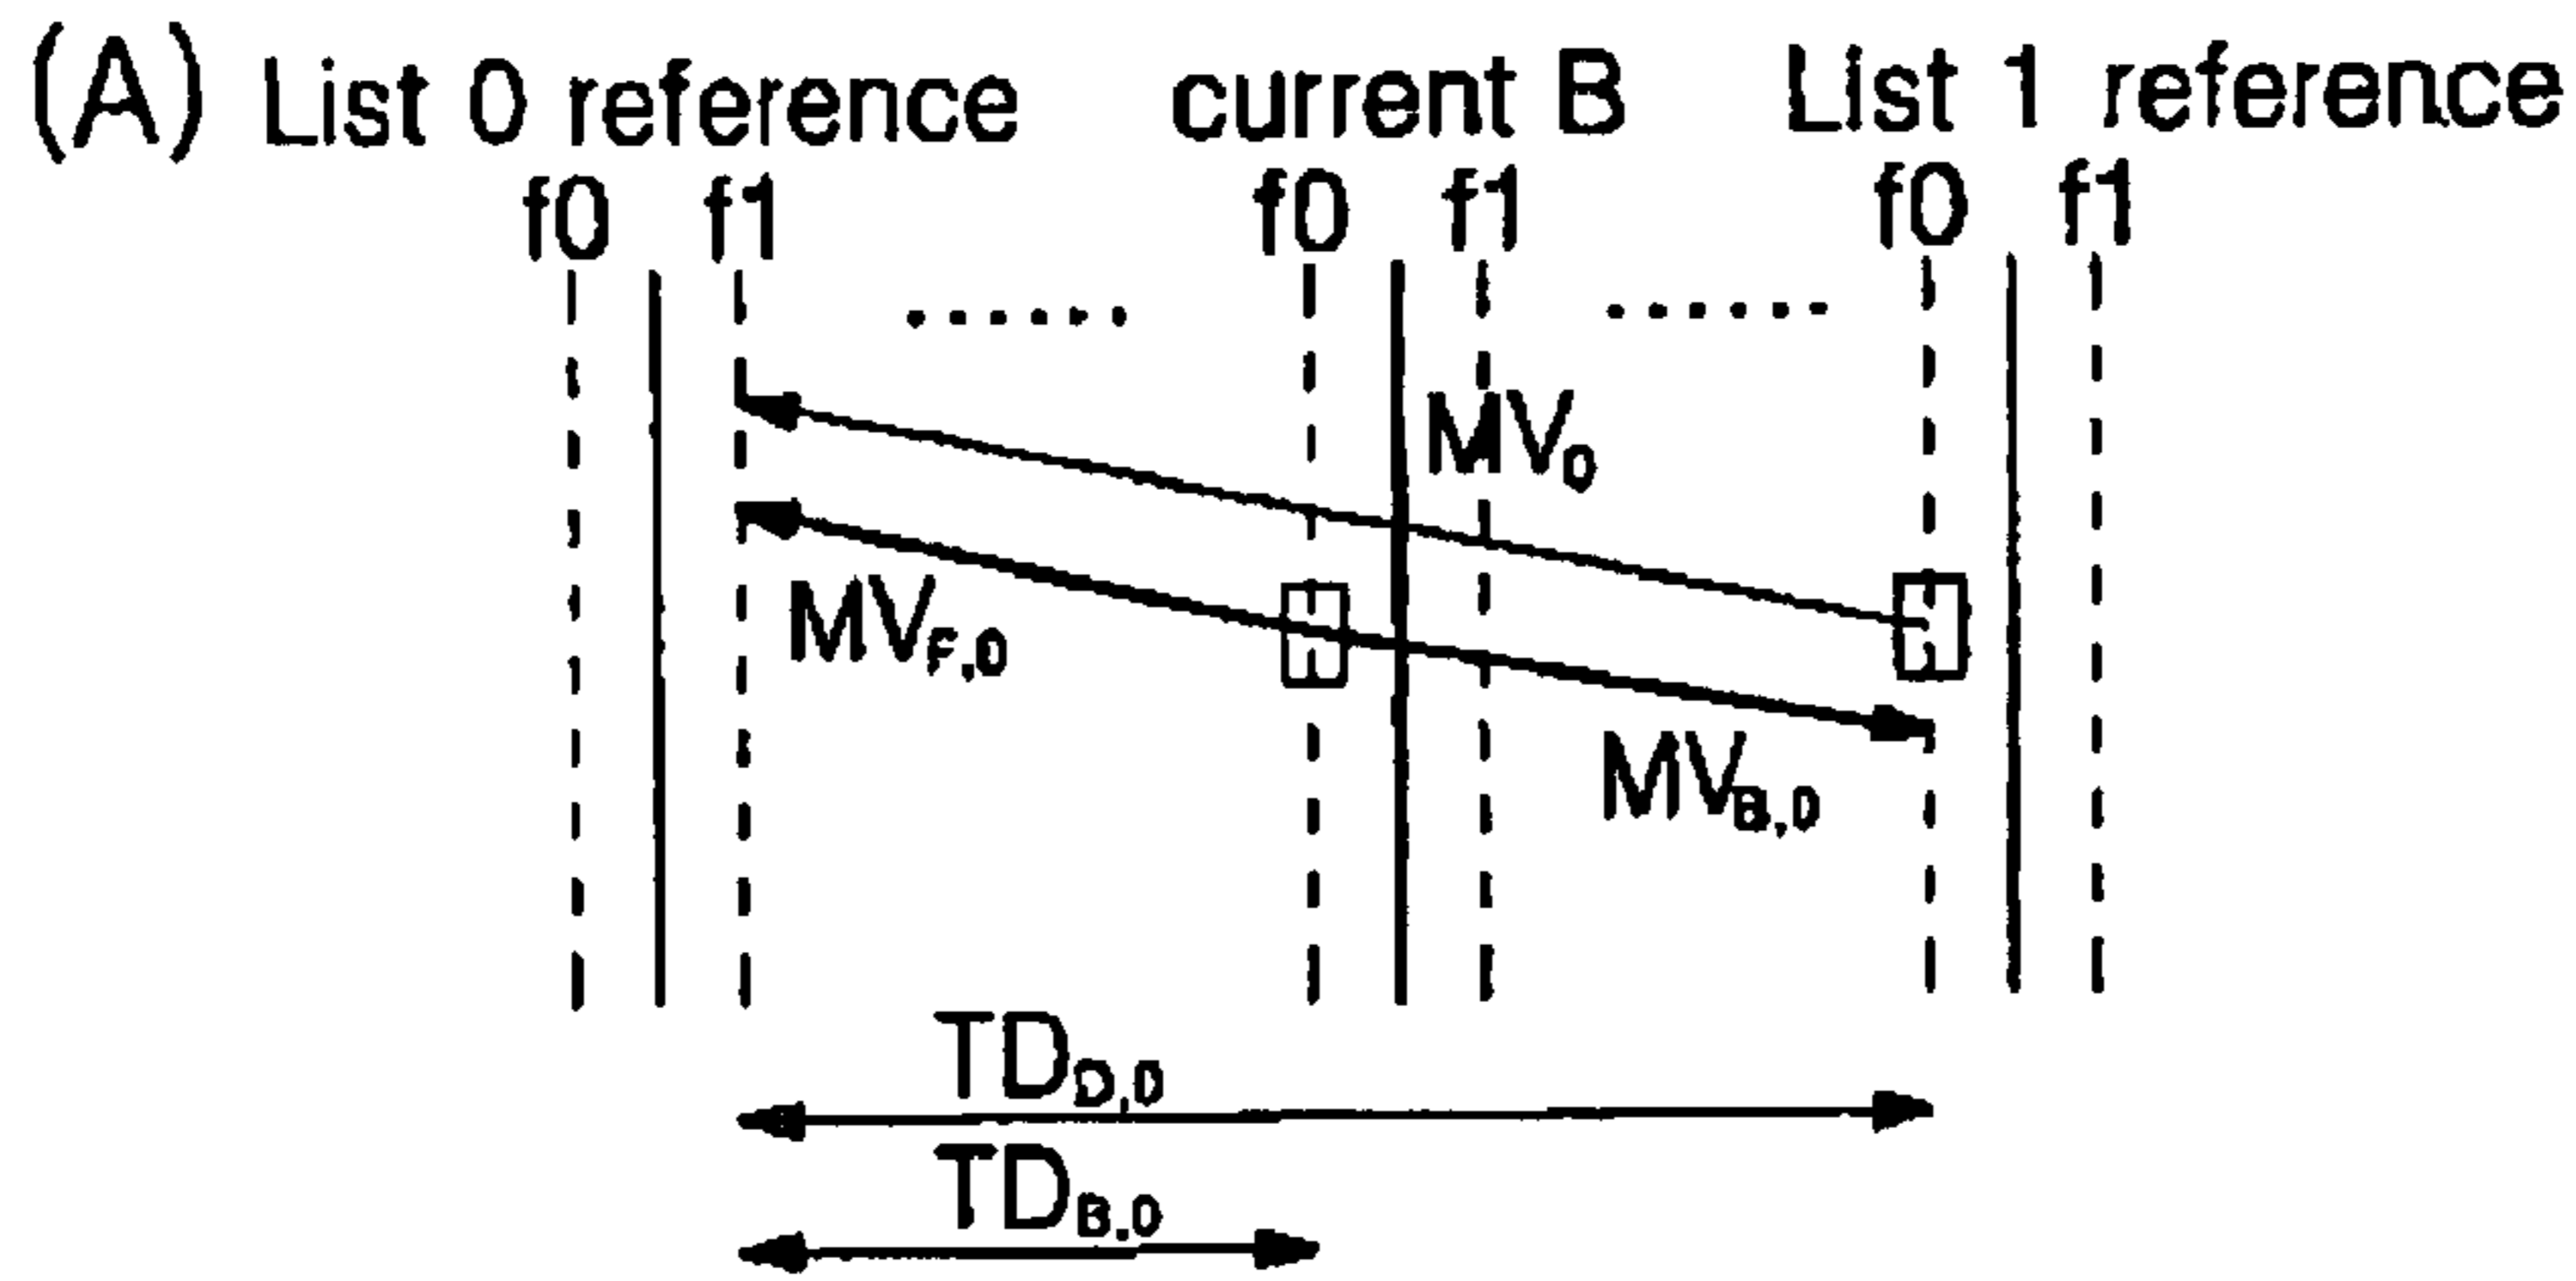 (A) List 0 reference current B List 1 reference
f0 f1 f0 f1 f0 f1
MV0
MVF,0
MVB,0
TDD,0
TDB,0